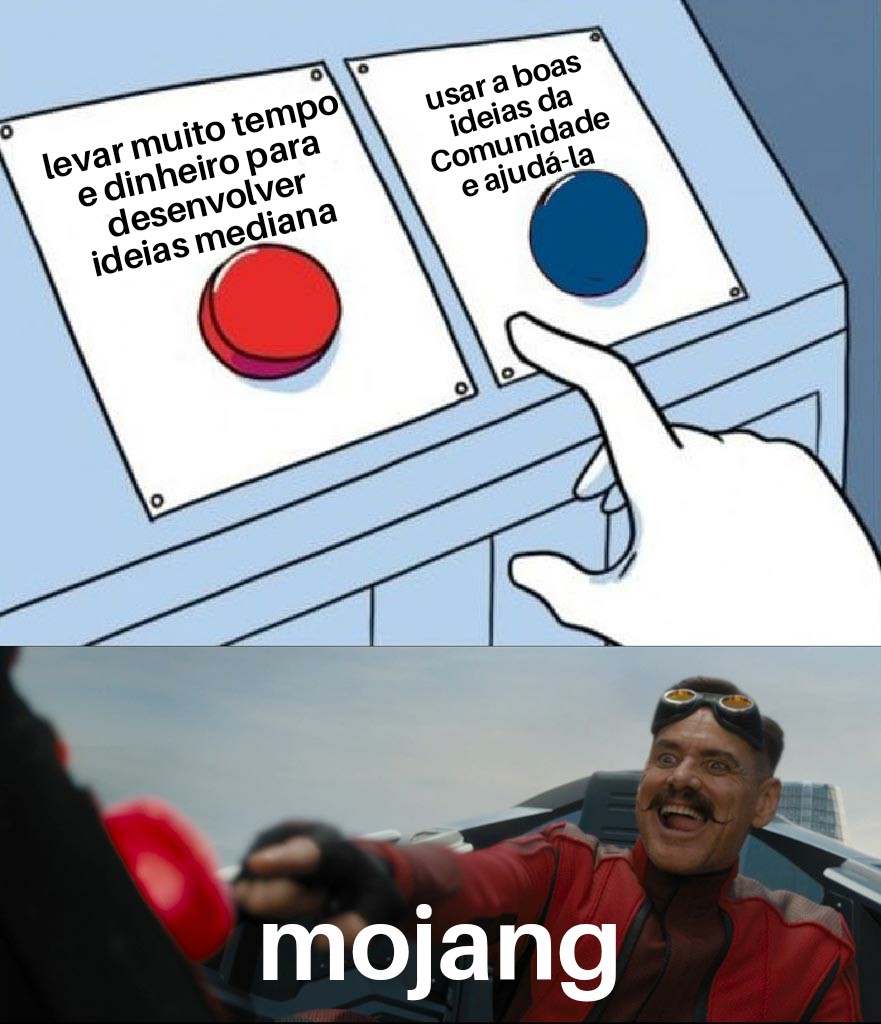 levar muito tempo
e dinheiro para
desenvolver
ideias mediana
usar a boas
ideias da
Comunidade
e ajudá-la
mojang